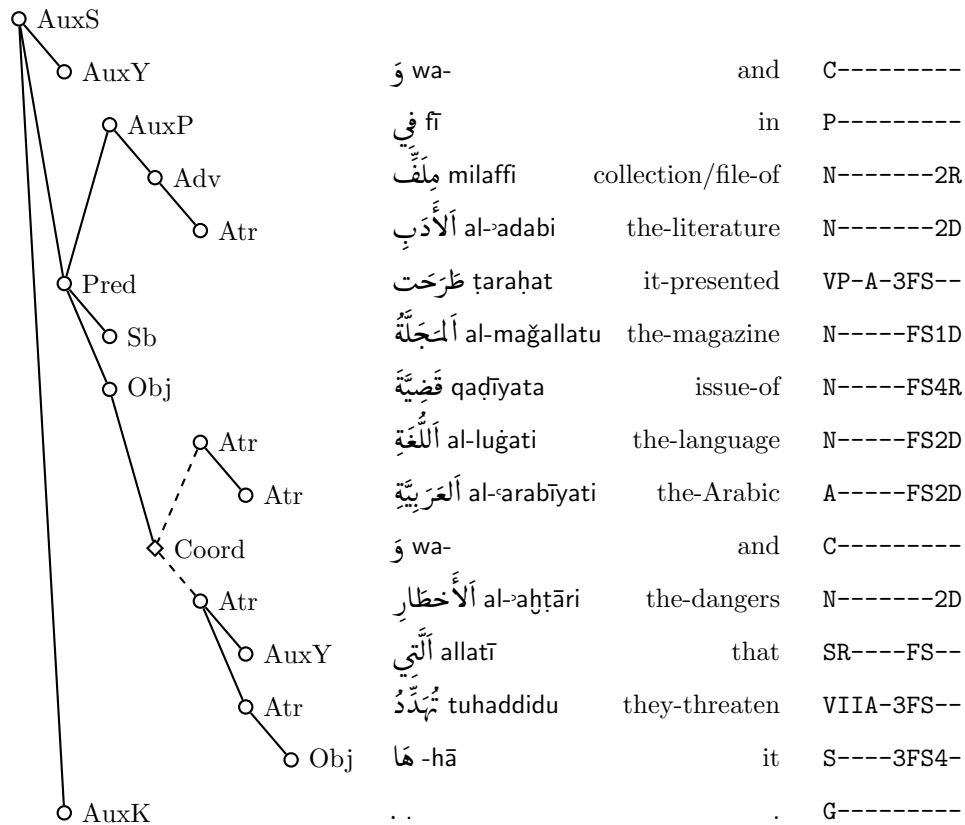 AuxS
AuxY وَ wa- and C---------
AuxP فِي fī in P---------
Adv مِلَفِّ milaffi collection/file-of N-------2R
Atr اَلأَدَبِ al-ʾadabi the-literature N-------2D
Pred طَرَحَت ṭaraḥat it-presented VP-A-3FS--
Sb اَلمَجَلَّةُ al-maǧallatu the-magazine N-----FS1D
Obj قَضِيَّةَ qaḍīyata issue-of N-----FS4R
Atr اَللُّغَةِ al-luġati the-language N-----FS2D
Atr اَلعَرَبِيَّةِ al-ʿarabīyati the-Arabic A-----FS2D
Coord وَ wa- and C---------
Atr اَلأَخطَارِ al-ʾaḫṭāri the-dangers N-------2D
AuxY اَلَّتِي allatī that SR----FS--
Atr تُهَدِّدُ tuhaddidu they-threaten VIIA-3FS--
Obj هَا -hā it S----3FS4-
AuxK . . . G---------